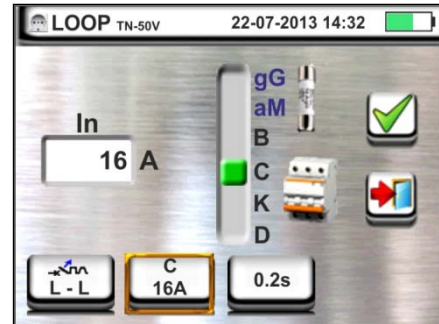 LOOP TN-50V 22-07-2013 14:32
gG
aM
In
B
16 A
C
K
D
L - L
C
16A
0.2s